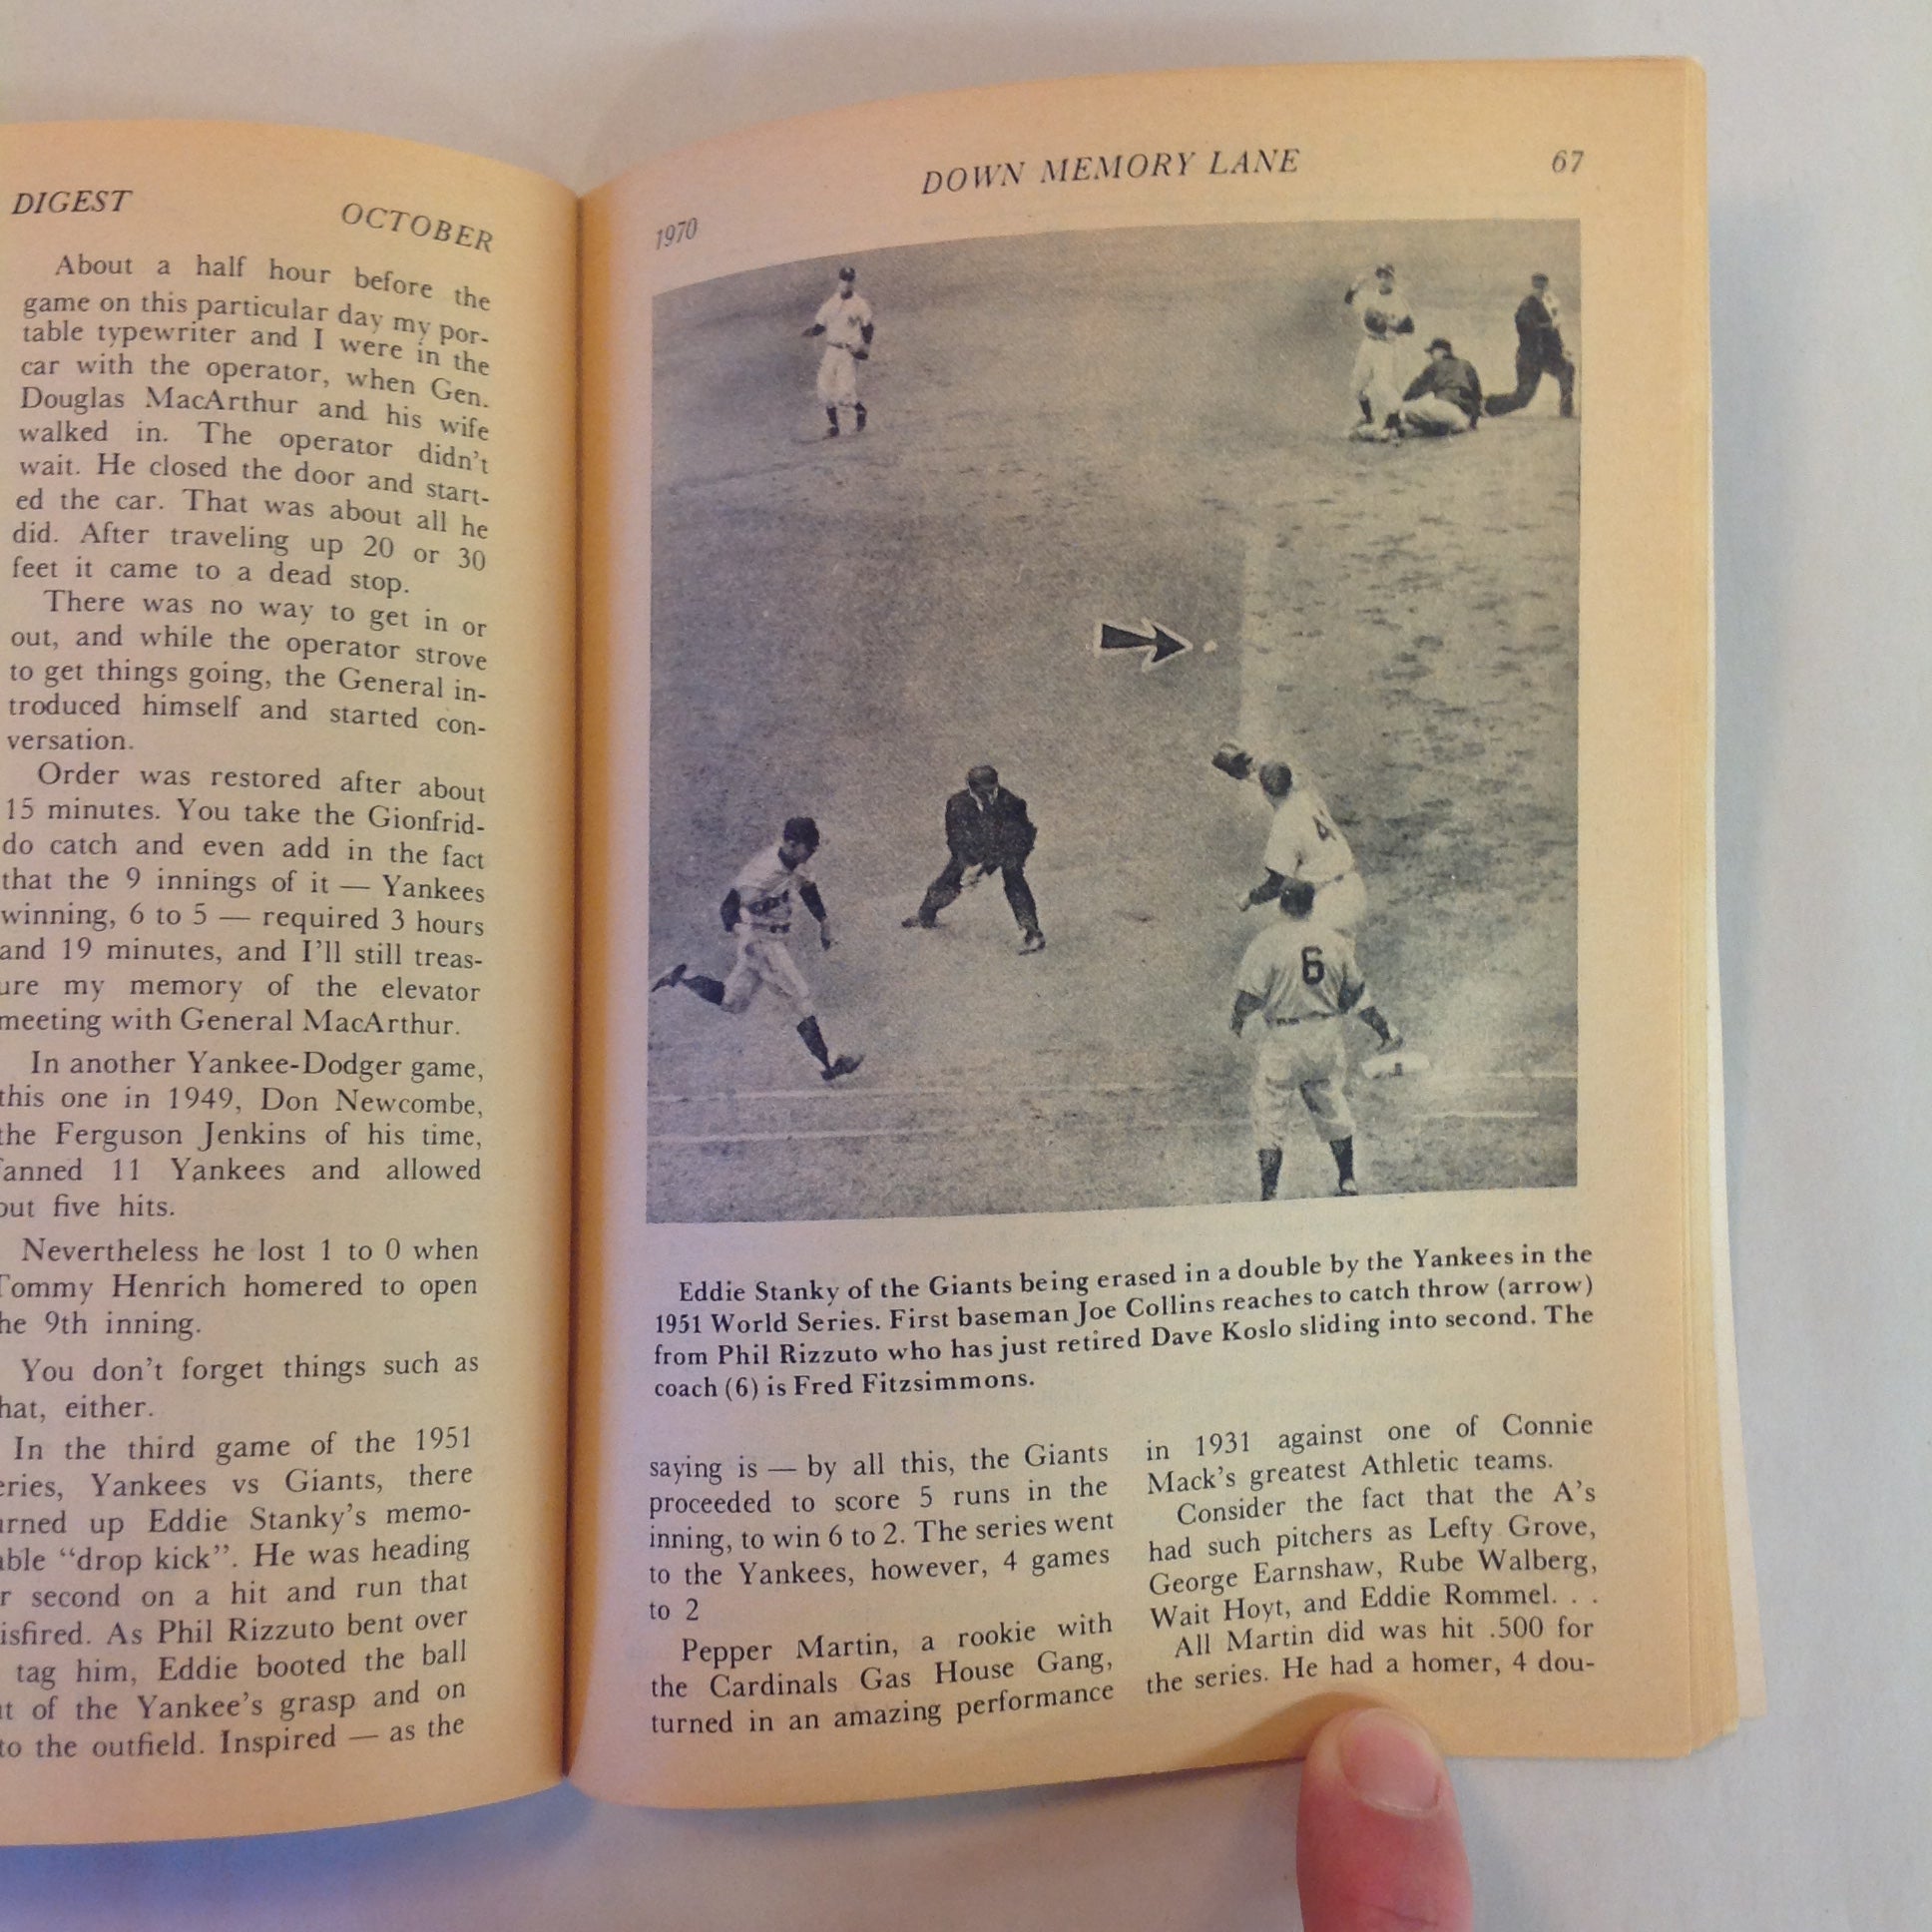 DIGEST OCTOBER
About a half hour before the
game on this particular day my por-
table typewriter and I were in the
car with the operator, when Gen.
Douglas MacArthur and his wife
walked in. The operator didn't
wait. He closed the door and start-
ed the car. That was about all he
did. After traveling up 20 or 30
feet it came to a dead stop.
There was no way to get in or
out, and while the operator strove
to get things going, the General in-
troduced himself and started con-
versation.
Order was restored after about
15 minutes. You take the Gionfrid-
do catch and even add in the fact
that the 9 innings of it — Yankees
winning, 6 to 5 — required 3 hours
and 19 minutes, and I'll still treas-
ure my memory of the elevator
meeting with General MacArthur.
In another Yankee-Dodger game,
this one in 1949, Don Newcombe,
the Ferguson Jenkins of his time,
fanned 11 Yankees and allowed
but five hits.
Nevertheless he lost 1 to 0 when
Tommy Henrich homered to open
the 9th inning.
You don't forget things such as
that, either.
In the third game of the 1951
eries, Yankees vs Giants, there
urned up Eddie Stanky's memo-
able "drop kick". He was heading
r second on a hit and run that
isfired. As Phil Rizzuto bent over
tag him, Eddie booted the ball
ut of the Yankee's grasp and on
to the outfield. Inspired — as the
1970 DOWN MEMORY LANE 67
4
6
Eddie Stanky of the Giants being erased in a double by the Yankees in the
1951 World Series. First baseman Joe Collins reaches to catch throw (arrow)
from Phil Rizzuto who has just retired Dave Koslo sliding into second. The
coach (6) is Fred Fitzsimmons.
saying is — by all this, the Giants
proceeded to score 5 runs in the
inning, to win 6 to 2. The series went
to the Yankees, however, 4 games
to 2
Pepper Martin, a rookie with
the Cardinals Gas House Gang,
turned in an amazing performance
in 1931 against one of Connie
Mack's greatest Athletic teams.
Consider the fact that the A's
had such pitchers as Lefty Grove,
George Earnshaw, Rube Walberg,
Wait Hoyt, and Eddie Rommel. . .
All Martin did was hit .500 for
the series. He had a homer, 4 dou-